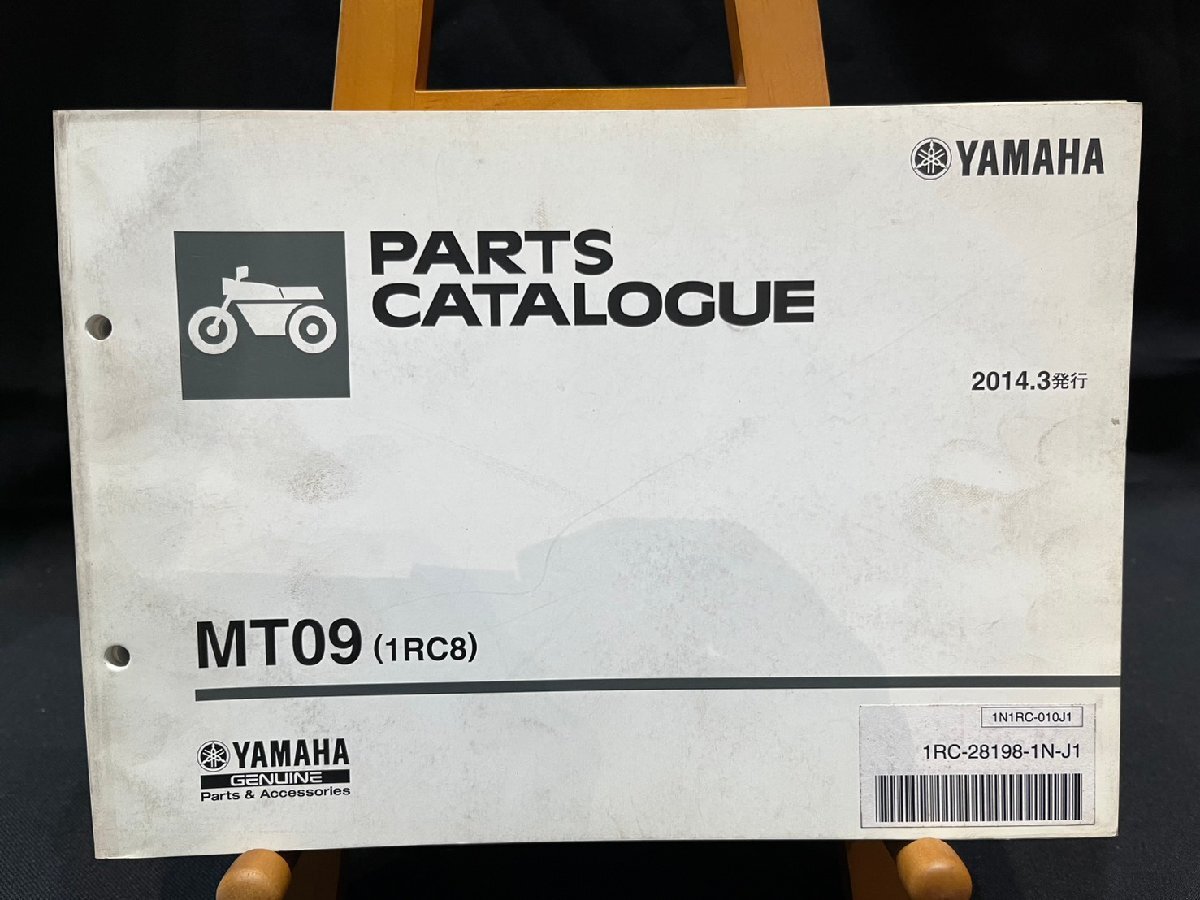 YAMAHA
PARTS
CATALOGUE
2014.3発行
MT09 (1RC8)
YAMAHA
GENUINE
Parts & Accessories
1N1RC-010J1
1RC-28198-1N-J1